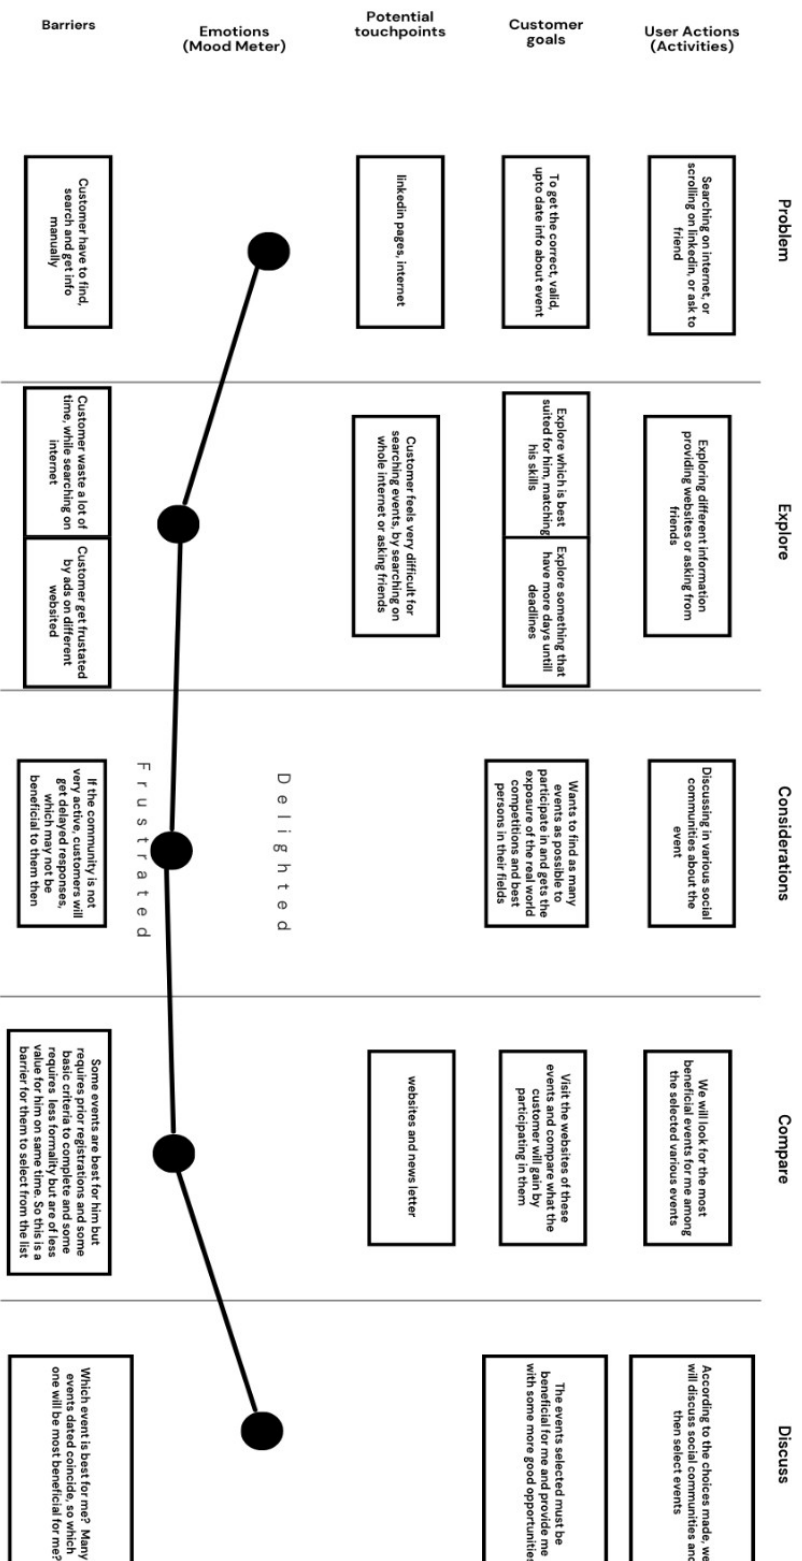 Barriers
Emotions
(Mood Meter)
Potential
touchpoints
Customer
goals
User Actions
(Activities)
Problem
Searching on internet, or
scrolling on linkedin, or ask to
friend
To get the correct, valid,
upto date info about event
linkedin pages, internet
Customer have to find,
search and get info
manually
Explore
Exploring different information
providing websites or asking from
friends
Explore which is best
suited for him, matching
his skills
Explore something that
have more days untill
deadlines
Customer feels very difficult for
searching events, by searching on
whole internet or asking friends
Customer waste a lot of
time, while searching on
internet
Customer get frustated
by ads on different
websited
Considerations
Discussing in various social
communities about the
event
Wants to find as many
events as possible to
participate in and gets the
exposure of the real world
competitions and best
persons in their fields
Delighted
Frustrated
If the community is not
very active, customers will
get delayed responses,
which may not be
beneficial to them then
Compare
We will look for the most
beneficial events for me among
the selected various events
Visit the websites of these
events and compare what the
customer will gain by
participating in them
websites and news letter
Some events are best for him but
requires prior registrations and some
basic criteria to complete and some
requires less formality but are of less
value for him on same time. So this is a
barrier for them to select from the list
Discuss
According to the choices made, we
will discuss social communities and
then select events
The events selected must be
beneficial for me and provide me
with some more good opportunities
Which event is best for me? Many
events dated coincide, so which
one will be most beneficial for me?